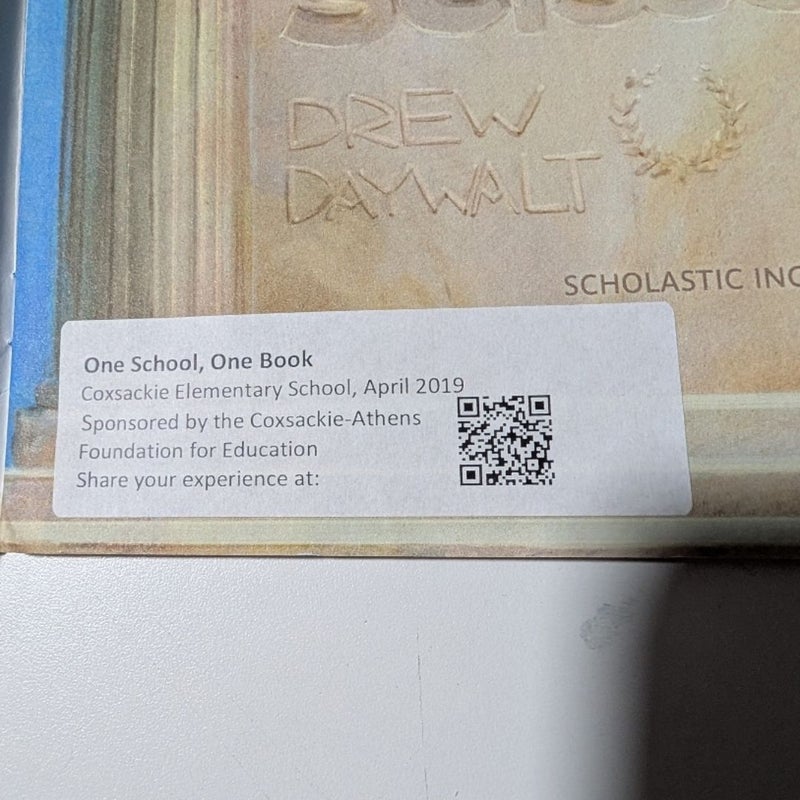 DREW
DAYWALT
SCHOLASTIC INC
One School, One Book
Coxsackie Elementary School, April 2019
Sponsored by the Coxsackie-Athens
Foundation for Education
Share your experience at: